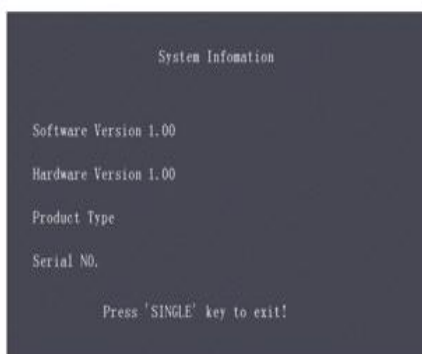 System Infomation
Software Version 1.00
Hardware Version 1.00
Product Type
Serial NO.
Press 'SINGLE' key to exit!